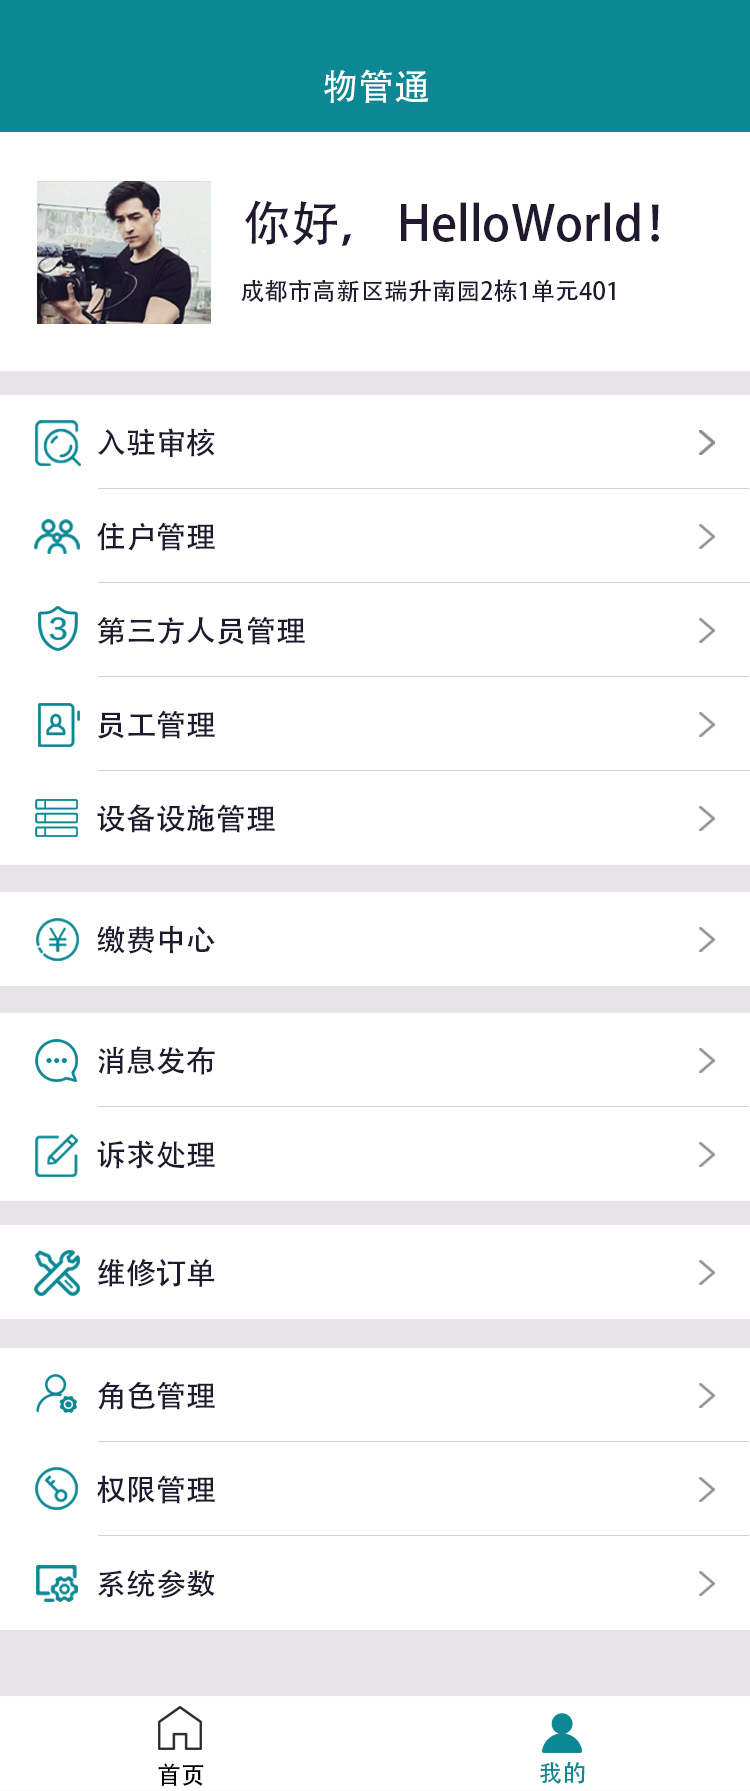 物管通
你好， HelloWorld!
成都市高新区瑞升南园2栋1单元401
入驻审核
住户管理
3
第三方人员管理
员工管理
设备设施管理
¥
缴费中心
消息发布
诉求处理
维修订单
角色管理
权限管理
系统参数
首页
我的